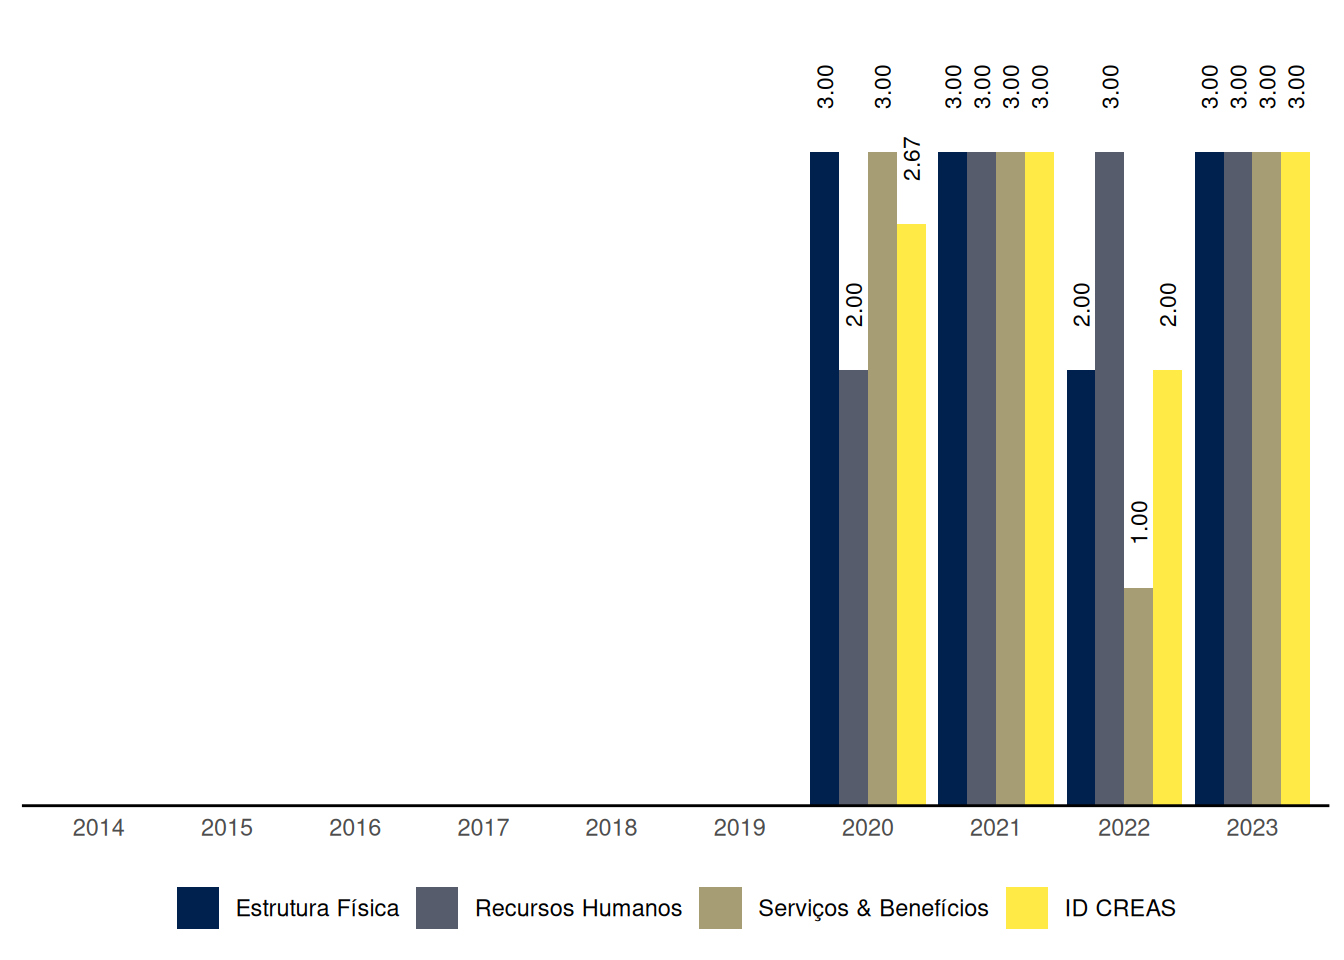 3.00 3.00 3.00 3.00 3.00 3.00 3.00 3.00 3.00 3.00 3.00
2.67
2.00 2.00 2.00
1.00
2014 2015 2016 2017 2018 2019 2020 2021 2022 2023
Estrutura Física Recursos Humanos Serviços & Benefícios ID CREAS